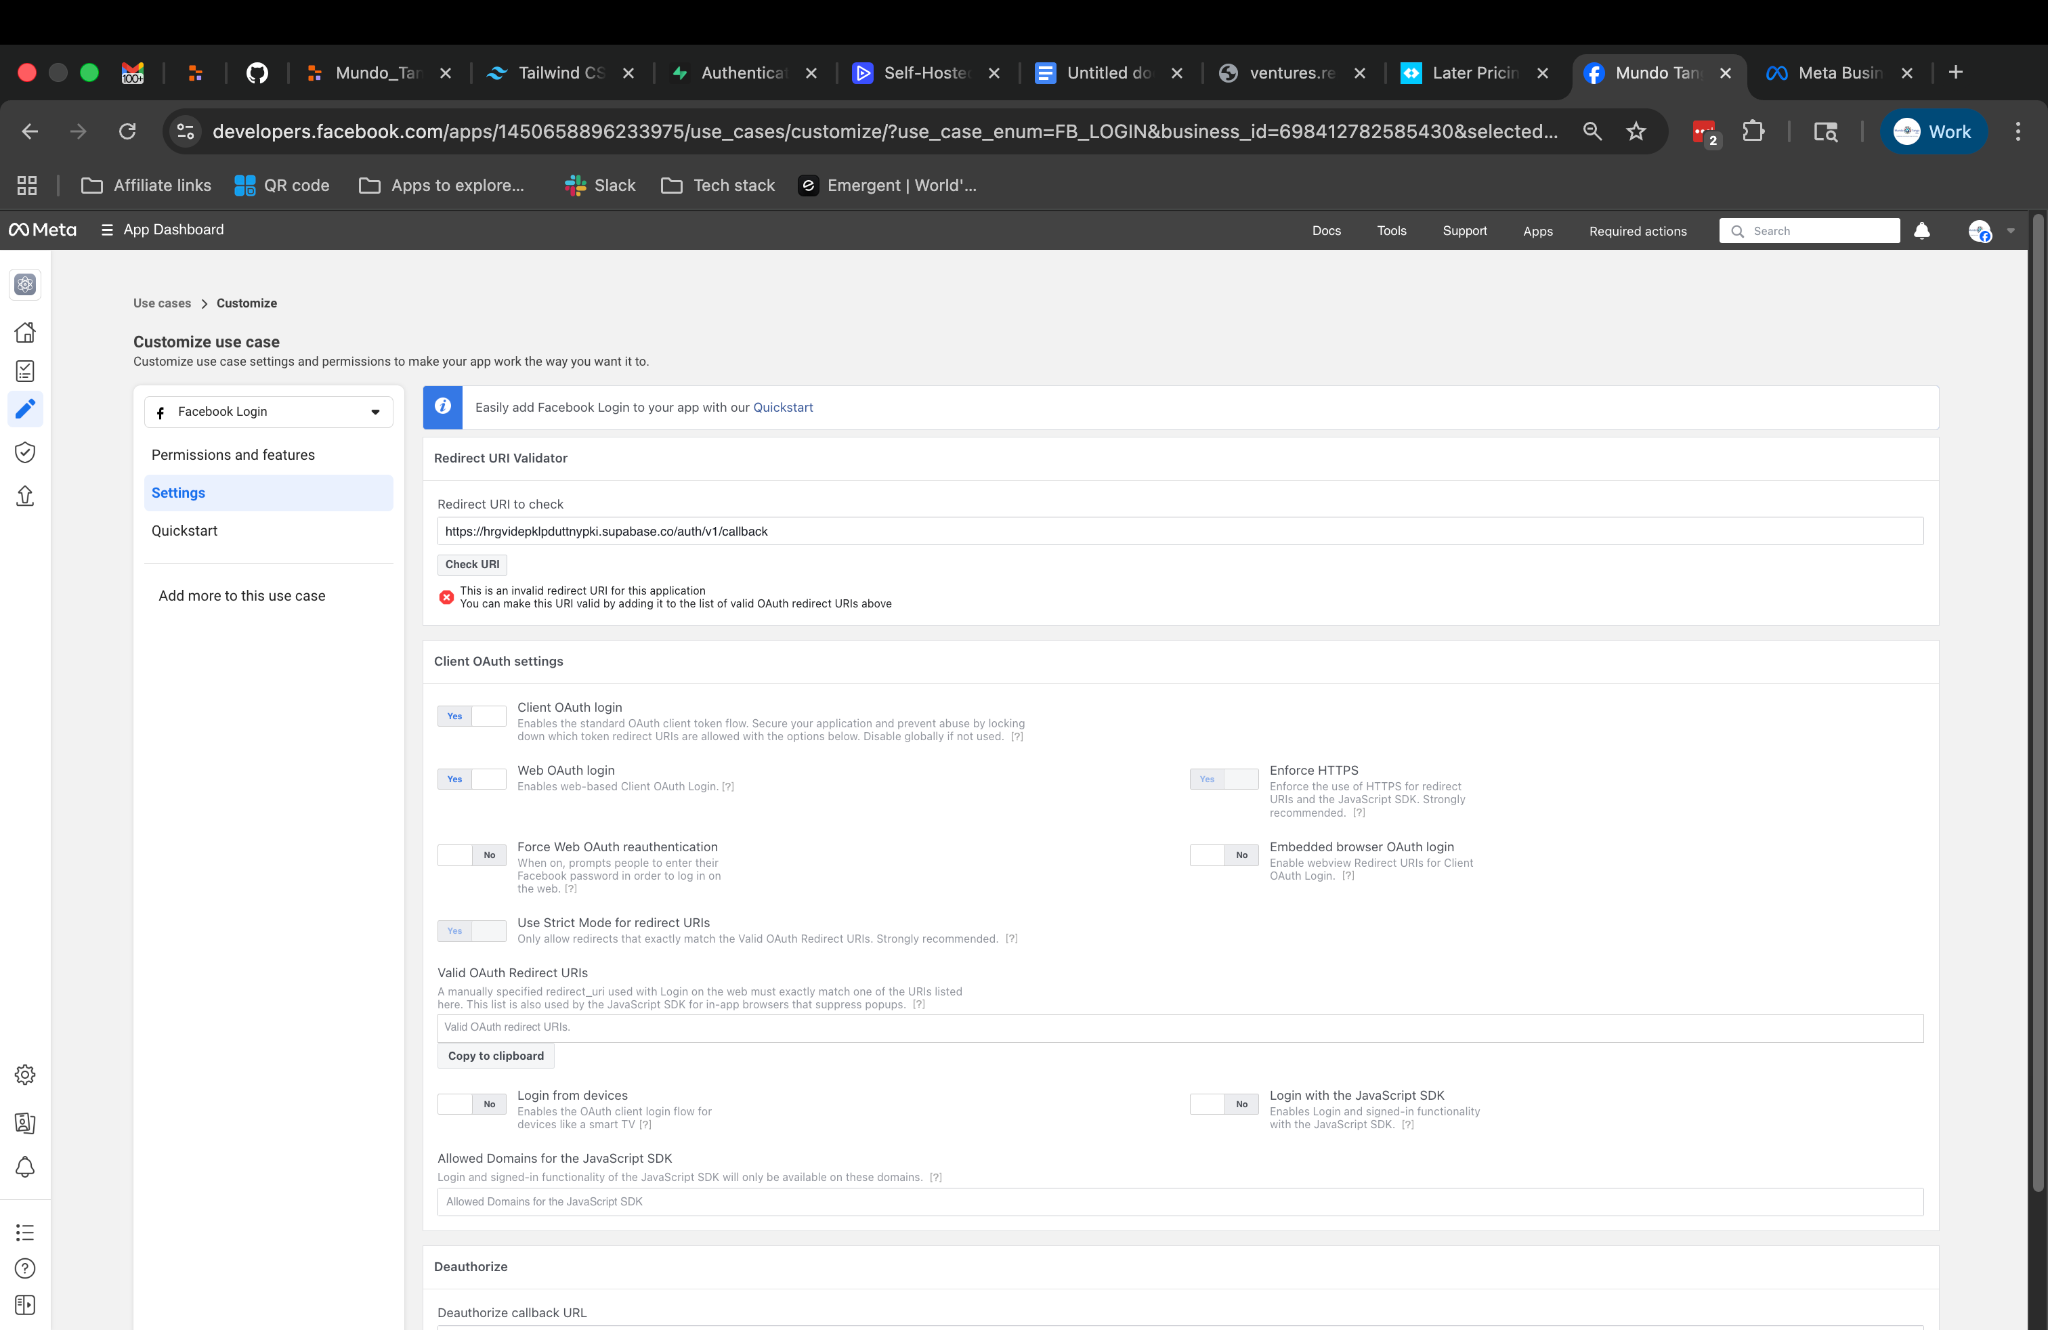 100+
Mundo_Tan
Tailwind CS
Authenticat
Self-Hoste
Untitled do
ventures.re
Later Pricin
Mundo Tan
Meta Busin
developers.facebook.com/apps/1450658896233975/use_cases/customize/?use_case_enum=FB_LOGIN&business_id=698412782585430&selected...
2
Work
Affiliate links
QR code
Apps to explore...
Slack
Tech stack
Emergent | World'...
Meta
App Dashboard
Docs
Tools
Support
Apps
Required actions
Search
Use cases > Customize
Customize use case
Customize use case settings and permissions to make your app work the way you want it to.
Facebook Login
Permissions and features
Settings
Quickstart
Add more to this use case
Easily add Facebook Login to your app with our Quickstart
Redirect URI Validator
Redirect URI to check
https://hrgvidepklpduttnypki.supabase.co/auth/v1/callback
Check URI
This is an invalid redirect URI for this application
You can make this URI valid by adding it to the list of valid OAuth redirect URIs above
Client OAuth settings
Yes
Client OAuth login
Enables the standard OAuth client token flow. Secure your application and prevent abuse by locking
down which token redirect URIs are allowed with the options below. Disable globally if not used. [?]
Yes
Web OAuth login
Enables web-based Client OAuth Login. [?]
Yes
Enforce HTTPS
Enforce the use of HTTPS for redirect
URIs and the JavaScript SDK. Strongly
recommended. [?]
No
Force Web OAuth reauthentication
When on, prompts people to enter their
Facebook password in order to log in on
the web. [?]
No
Embedded browser OAuth login
Enable webview Redirect URIs for Client
OAuth Login. [?]
Yes
Use Strict Mode for redirect URIs
Only allow redirects that exactly match the Valid OAuth Redirect URIs. Strongly recommended. [?]
Valid OAuth Redirect URIs
A manually specified redirect_uri used with Login on the web must exactly match one of the URIs listed
here. This list is also used by the JavaScript SDK for in-app browsers that suppress popups. [?]
Valid OAuth redirect URIs.
Copy to clipboard
No
Login from devices
Enables the OAuth client login flow for
devices like a smart TV [?]
No
Login with the JavaScript SDK
Enables Login and signed-in functionality
with the JavaScript SDK. [?]
Allowed Domains for the JavaScript SDK
Login and signed-in functionality of the JavaScript SDK will only be available on these domains. [?]
Allowed Domains for the JavaScript SDK
Deauthorize
Deauthorize callback URL